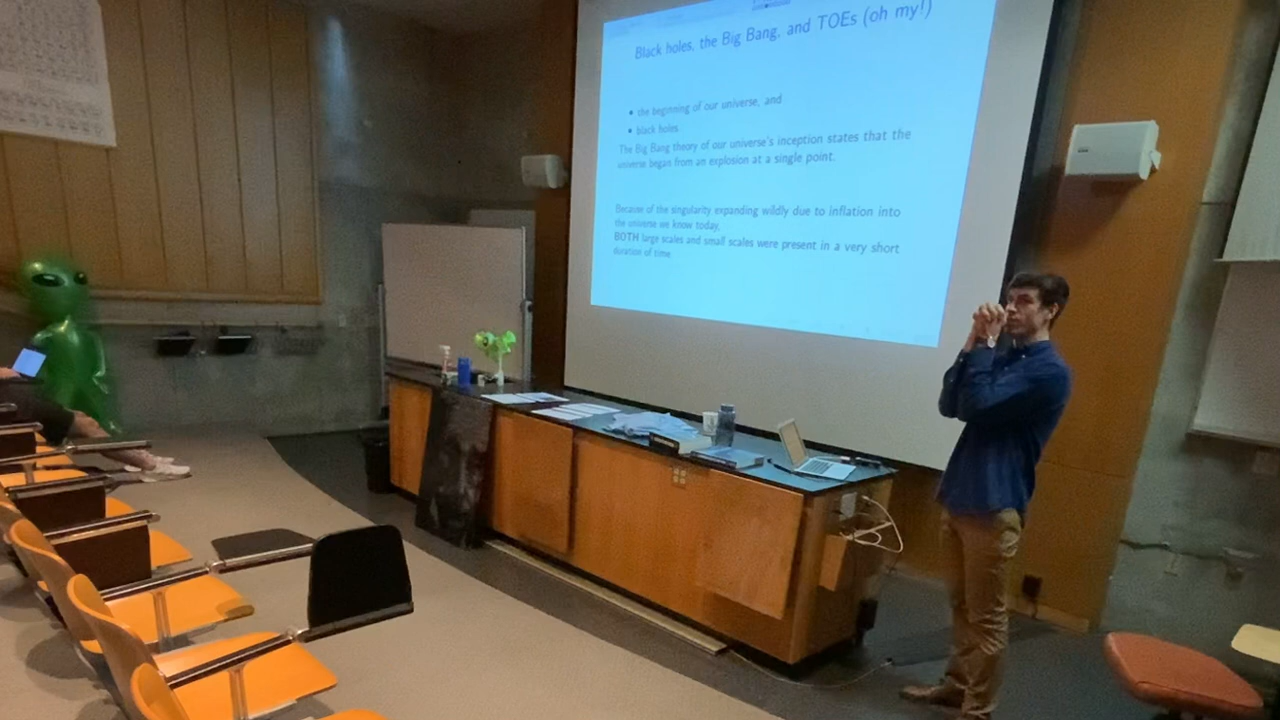 Black holes, the Big Bang, and TOEs (oh my!)
• the beginning of our universe, and
• black holes
The Big Bang theory of our universe's inception states that the
universe began from an explosion at a single point.
Because of the singularity expanding wildly due to inflation into
the universe we know today,
BOTH large scales and small scales were present in a very short
duration of time